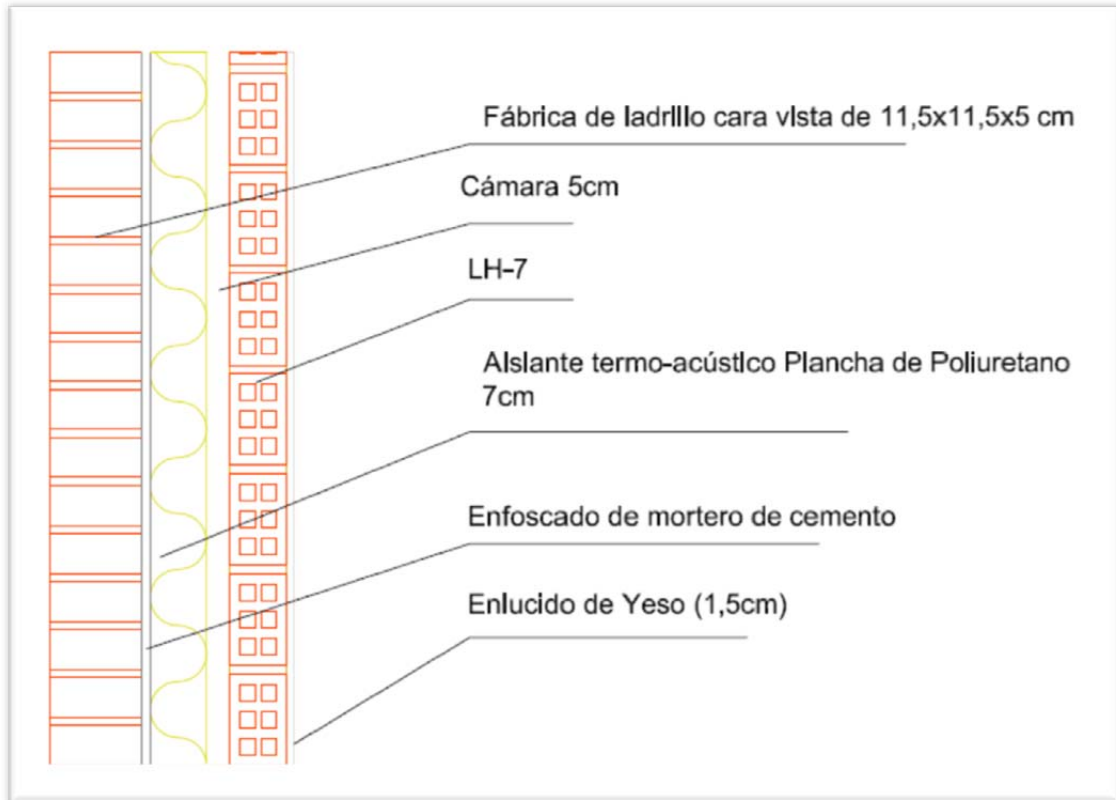 Fábrica de ladrillo cara vista de 11,5x11,5x5 cm
Cámara 5cm
LH-7
Aislante termo-acústico Plancha de Poliuretano
7cm
Enfoscado de mortero de cemento
Enlucido de Yeso (1,5cm)